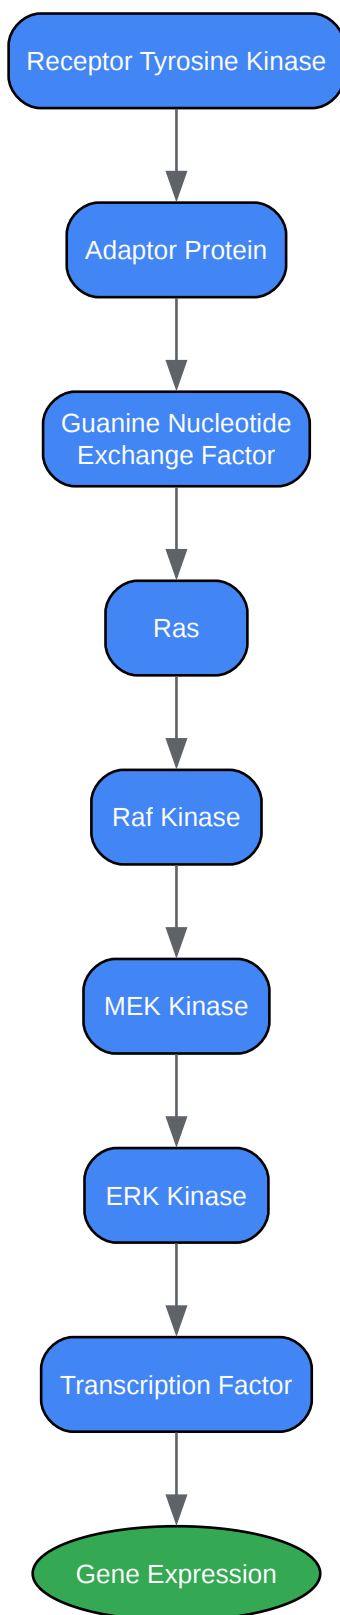 Receptor Tyrosine Kinase
Adaptor Protein
Guanine Nucleotide
Exchange Factor
Ras
Raf Kinase
MEK Kinase
ERK Kinase
Transcription Factor
Gene Expression